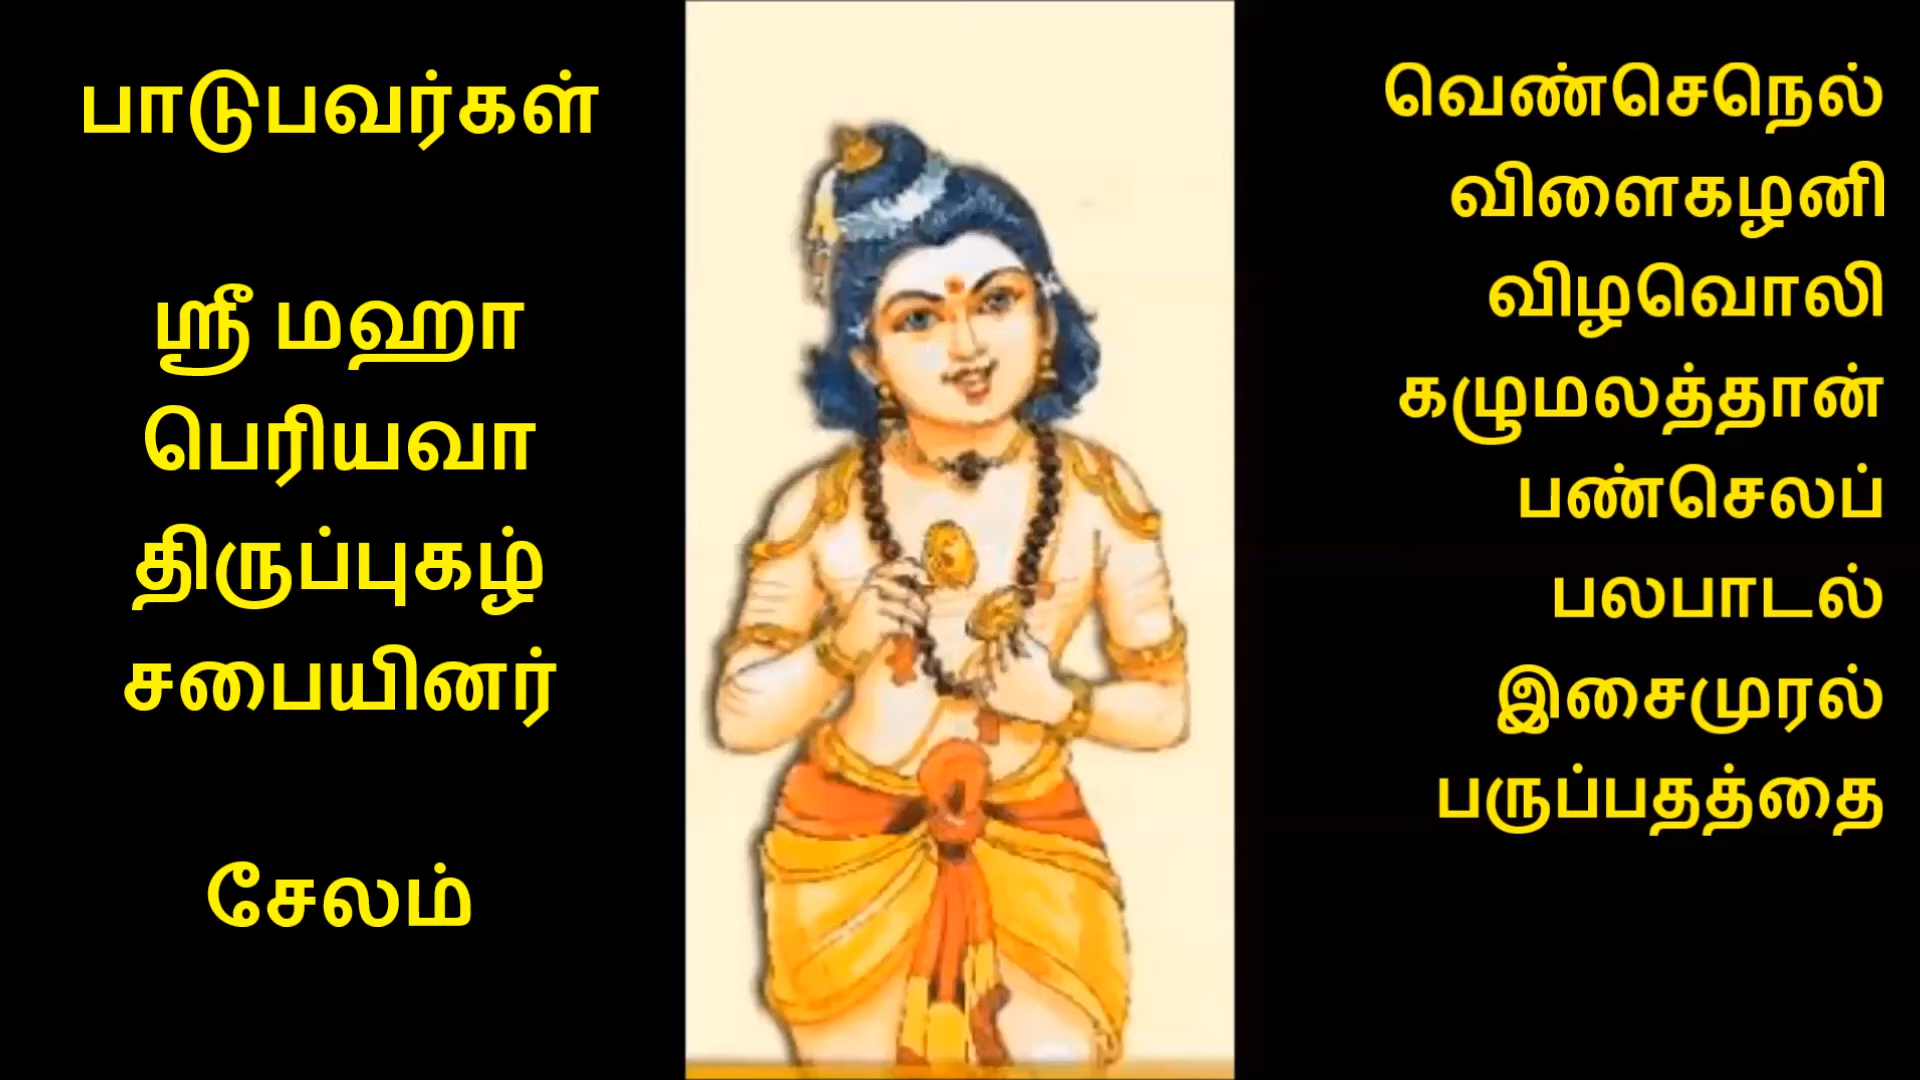 பாடுபவர்கள்
ஸ்ரீ மஹா
பெரியவா
திருப்புகழ்
சபையினர்
சேலம்
வெண்செநெல்
விளைகழனி
விழவொலி
கழுமலத்தான்
பண்செலப்
பலபாடல்
இசைமுரல்
பருப்பதத்தை